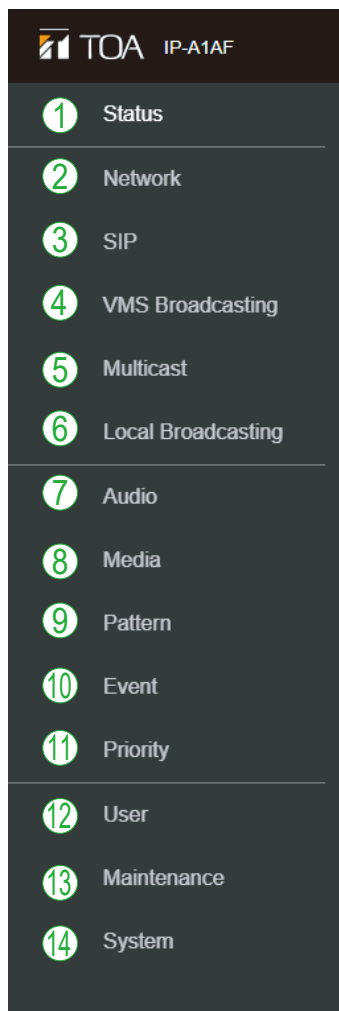 TOA IP-A1AF
1 Status
2 Network
3 SIP
4 VMS Broadcasting
5 Multicast
6 Local Broadcasting
7 Audio
8 Media
9 Pattern
10 Event
11 Priority
12 User
13 Maintenance
14 System